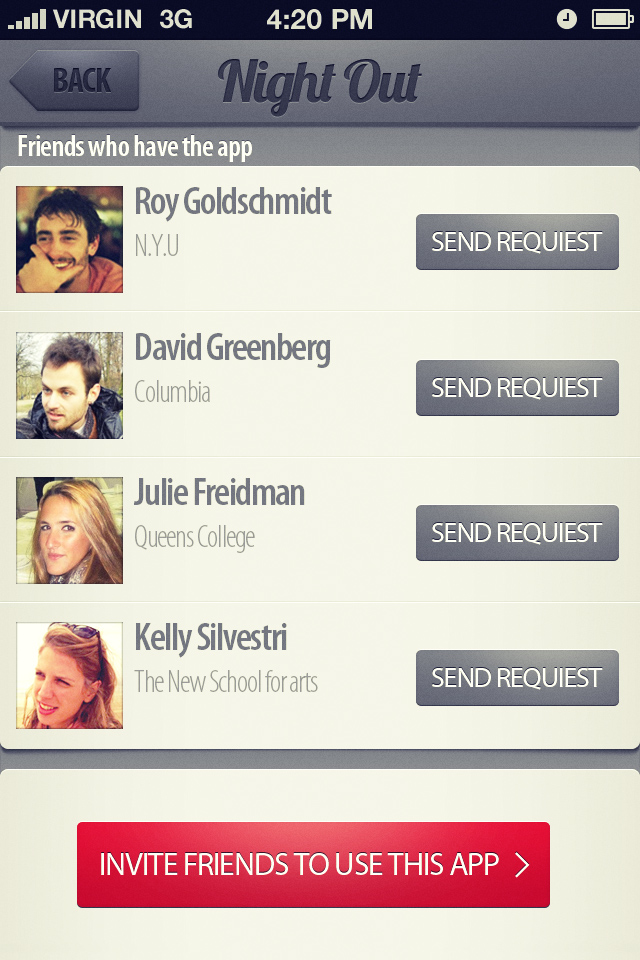 VIRGIN 3G 4:20 PM
BACK Night Out
Friends who have the app
Roy Goldschmidt
N.Y.U
SEND REQUIEST
David Greenberg
Columbia
SEND REQUIEST
Julie Freidman
Queens College
SEND REQUIEST
Kelly Silvestri
The New School for arts
SEND REQUIEST
INVITE FRIENDS TO USE THIS APP